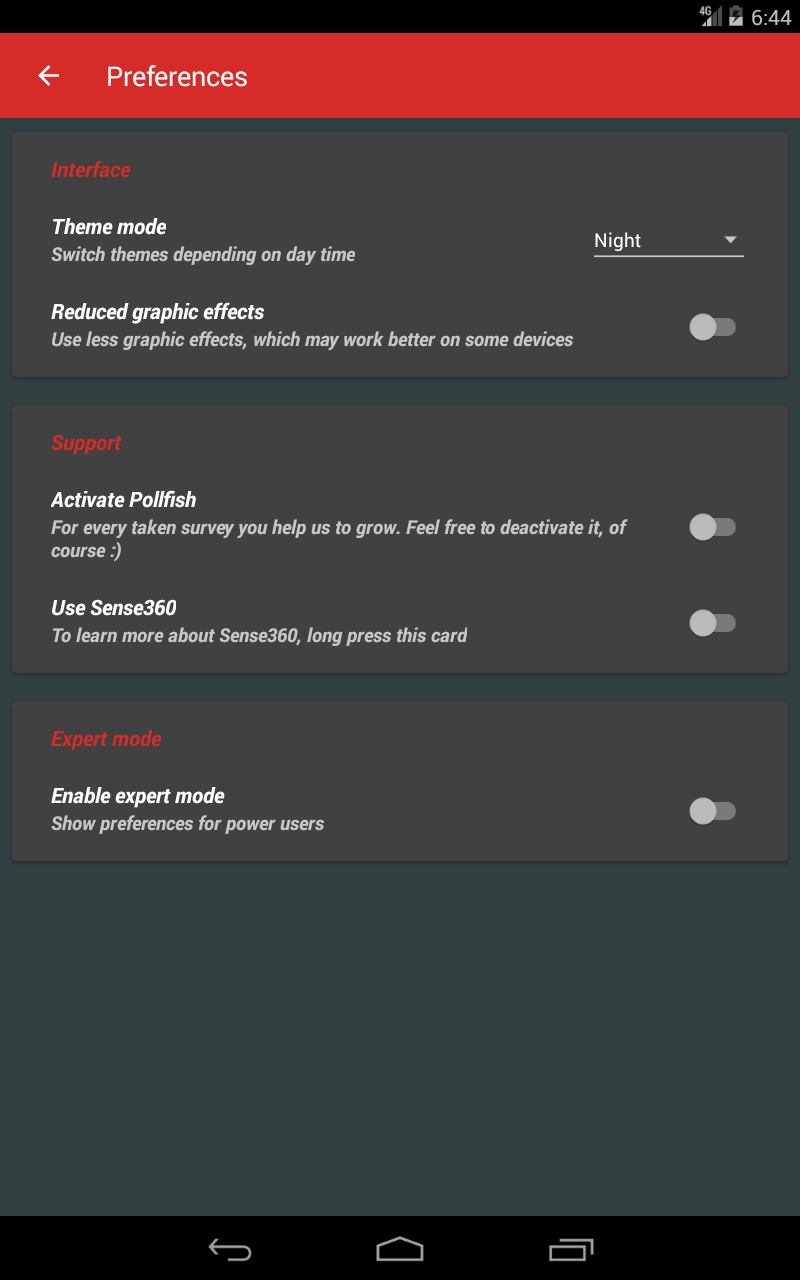 4G 6:44
Preferences
Interface
Theme mode
Switch themes depending on day time
Night
Reduced graphic effects
Use less graphic effects, which may work better on some devices
Support
Activate Pollfish
For every taken survey you help us to grow. Feel free to deactivate it, of
course :)
Use Sense360
To learn more about Sense360, long press this card
Expert mode
Enable expert mode
Show preferences for power users